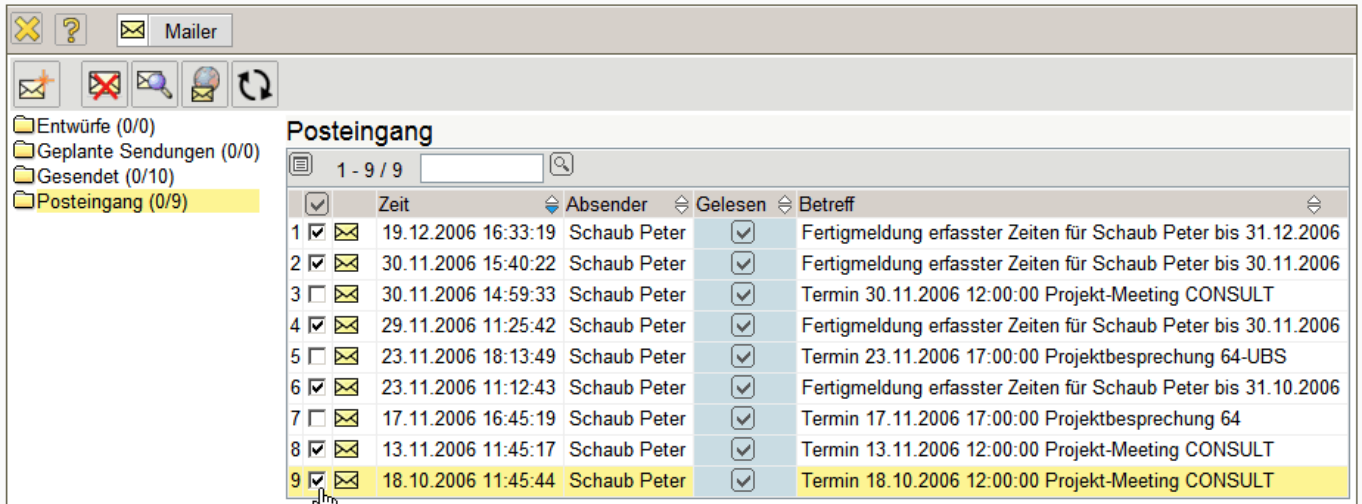 Mailer
Entwürfe (0/0)
Geplante Sendungen (0/0)
Gesendet (0/10)
Posteingang (0/9)
Posteingang
1 - 9 / 9
Zeit Absender Gelesen Betreff
1 19.12.2006 16:33:19 Schaub Peter Fertigmeldung erfasster Zeiten für Schaub Peter bis 31.12.2006
2 30.11.2006 15:40:22 Schaub Peter Fertigmeldung erfasster Zeiten für Schaub Peter bis 30.11.2006
3 30.11.2006 14:59:33 Schaub Peter Termin 30.11.2006 12:00:00 Projekt-Meeting CONSULT
4 29.11.2006 11:25:42 Schaub Peter Fertigmeldung erfasster Zeiten für Schaub Peter bis 30.11.2006
5 23.11.2006 18:13:49 Schaub Peter Termin 23.11.2006 17:00:00 Projektbesprechung 64-UBS
6 23.11.2006 11:12:43 Schaub Peter Fertigmeldung erfasster Zeiten für Schaub Peter bis 31.10.2006
7 17.11.2006 16:45:19 Schaub Peter Termin 17.11.2006 17:00:00 Projektbesprechung 64
8 13.11.2006 11:45:17 Schaub Peter Termin 13.11.2006 12:00:00 Projekt-Meeting CONSULT
9 18.10.2006 11:45:44 Schaub Peter Termin 18.10.2006 12:00:00 Projekt-Meeting CONSULT